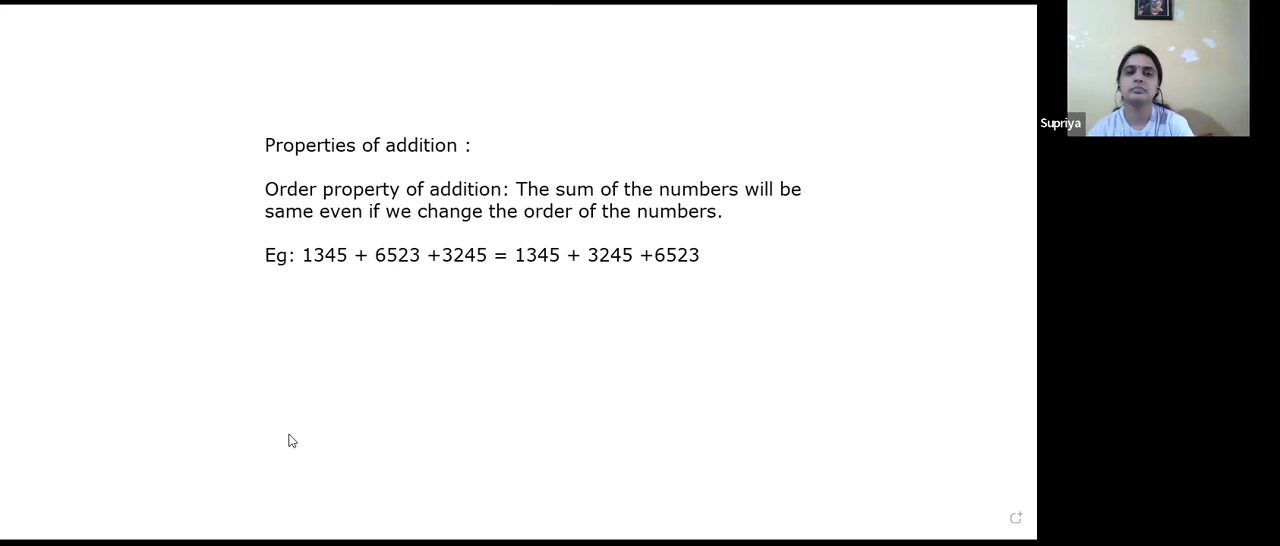 Properties of addition :
Order property of addition: The sum of the numbers will be
same even if we change the order of the numbers.
Eg: 1345 + 6523 +3245 = 1345 + 3245 +6523
Supriya